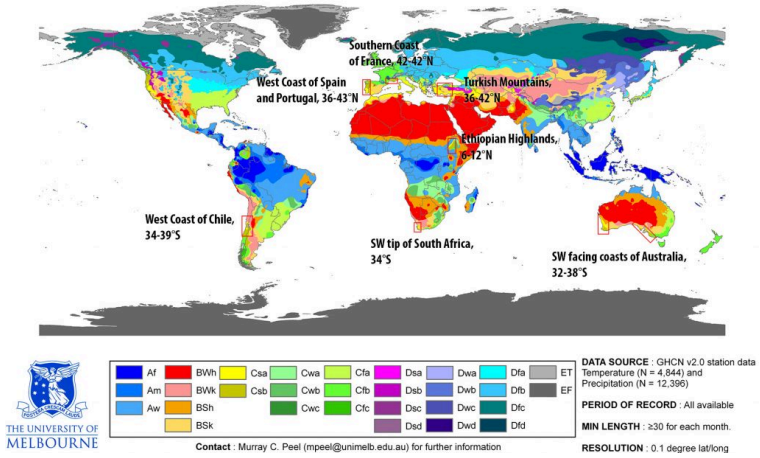 Southern Coast
of France, 42-42°N
West Coast of Spain
and Portugal, 36-43°N
Turkish Mountains,
36-42°N
Ethiopian Highlands,
6-12°N
West Coast of Chile,
34-39°S
SW tip of South Africa,
34°S
SW facing coasts of Australia,
32-38°S
THE UNIVERSITY OF
MELBOURNE
Af BWh Csa Cwa Cfa Dsa Dwa Dfa ET
Am BWk Csb Cwb Cfb Dsb Dwb Dfb EF
Aw BSh Cwc Cfc Dsc Dwc Dfc
BSk Dsd Dwd Dfd
Contact : Murray C. Peel (mpeel@unimelb.edu.au) for further information
DATA SOURCE : GHCN v2.0 station data
Temperature (N = 4,844) and
Precipitation (N = 12,396)
PERIOD OF RECORD : All available
MIN LENGTH : ≥30 for each month.
RESOLUTION : 0.1 degree lat/long